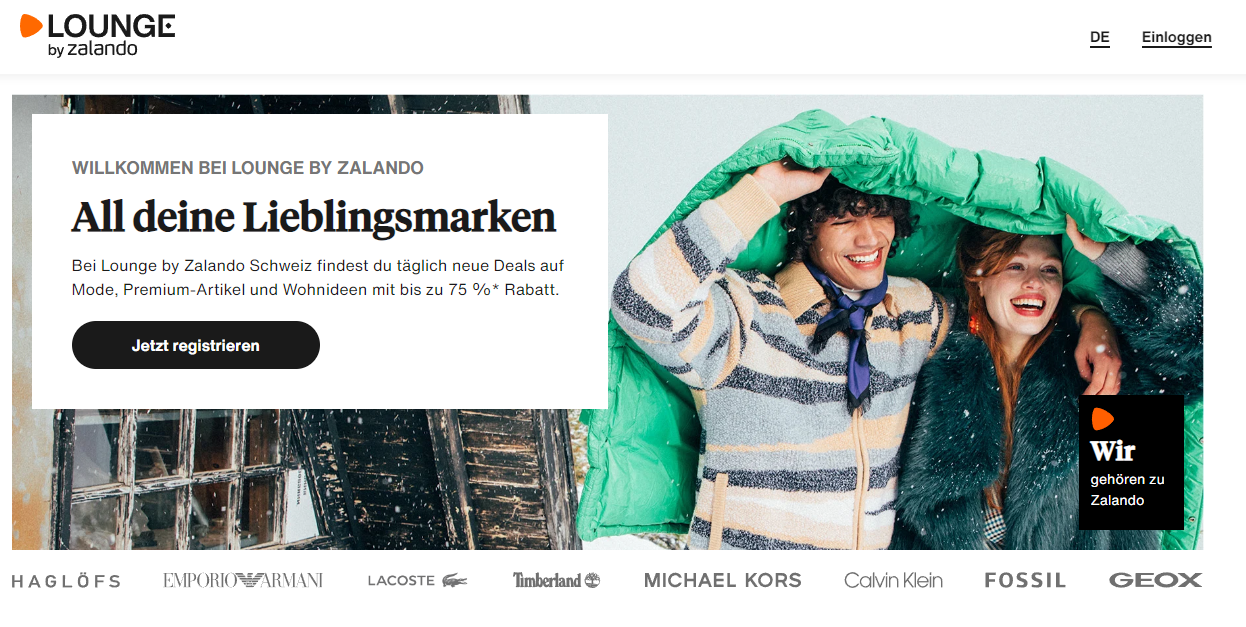 LOUNGE
by zalando
DE
Einloggen
WILLKOMMEN BEI LOUNGE BY ZALANDO
All deine Lieblingsmarken
Bei Lounge by Zalando Schweiz findest du täglich neue Deals auf
Mode, Premium-Artikel und Wohnideen mit bis zu 75 %* Rabatt.
Jetzt registrieren
Wir
gehören zu
Zalando
HAGLÖFS
EMPORIO ARMANI
LACOSTE
Timberland
MICHAEL KORS
Calvin Klein
FOSSIL
GEOX